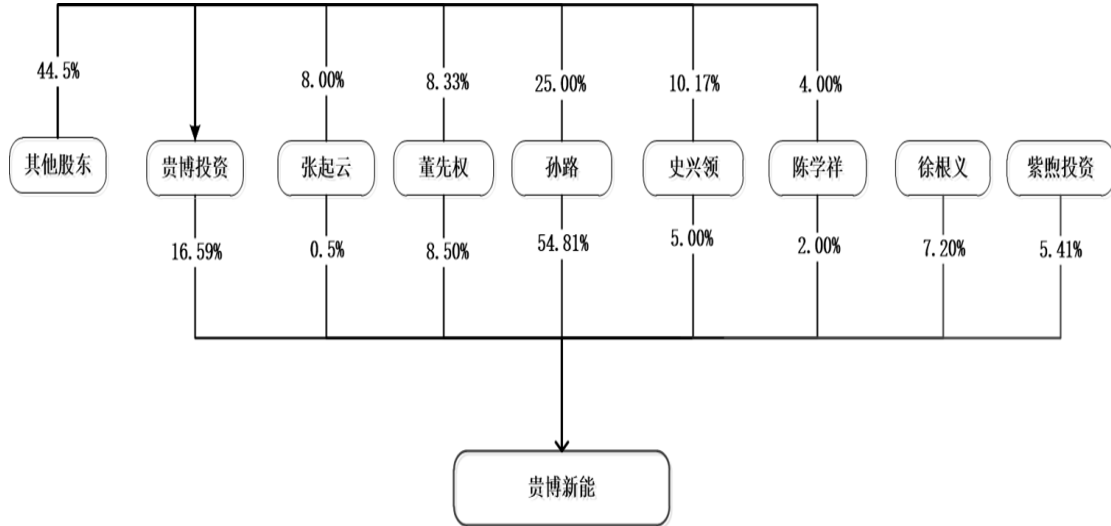 44.5% 8.00% 8.33% 25.00% 10.17% 4.00%
其他股东 贵博投资 张起云 董先权 孙路 史兴领 陈学祥 徐根义 紫煦投资
16.59% 0.5% 8.50% 54.81% 5.00% 2.00% 7.20% 5.41%
贵博新能